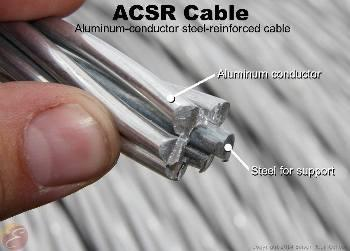 ACSR Cable
Aluminum-conductor steel-reinforced cable
Aluminum conductor
Steel for support